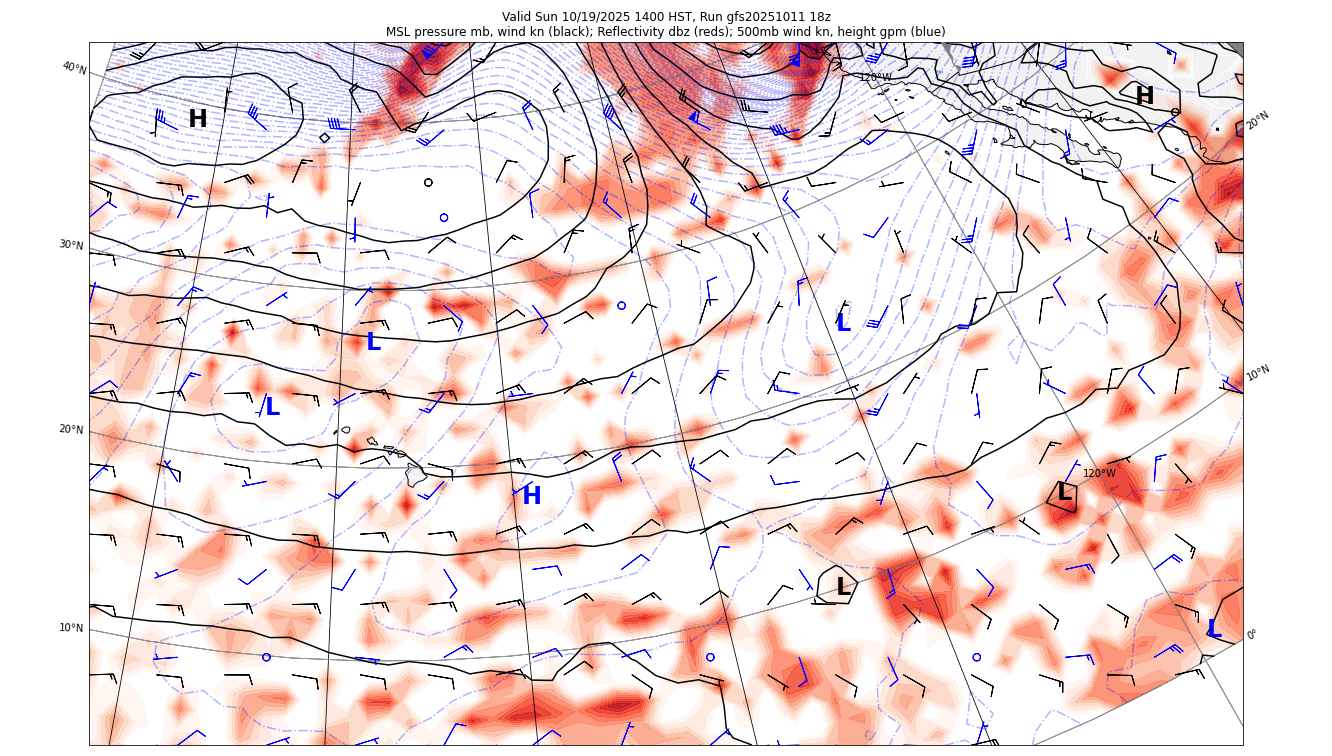 Valid Sun 10/19/2025 1400 HST, Run gfs20251011 18z
MSL pressure mb, wind kn (black); Reflectivity dbz (reds); 500mb wind kn, height gpm (blue)
40°N
120°W
H
H
20°N
30°N
L
L
10°N
L
20°N
120°W
H
L
L
10°N
L
0°